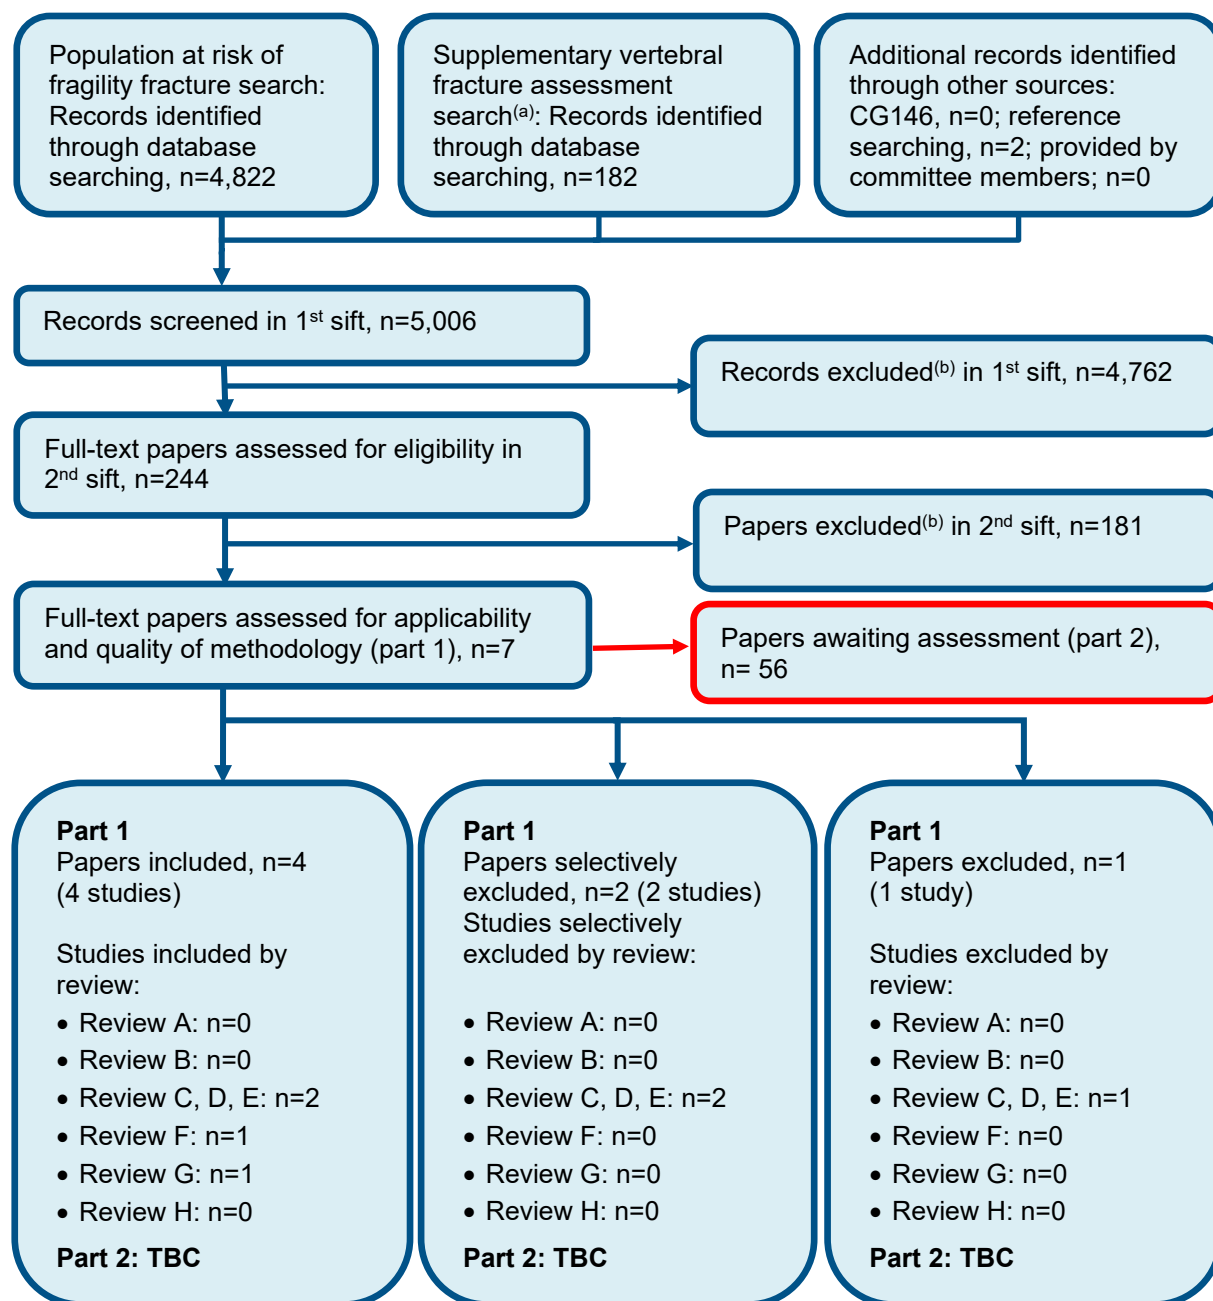 Population at risk of
fragility fracture search:
Records identified
through database
searching, n=4,822
Supplementary vertebral
fracture assessment
search(a): Records identified
through database
searching, n=182
Additional records identified
through other sources:
CG146, n=0; reference
searching, n=2; provided by
committee members; n=0
Records screened in 1st sift, n=5,006
Records excluded(b) in 1st sift, n=4,762
Full-text papers assessed for eligibility in
2nd sift, n=244
Papers excluded(b) in 2nd sift, n=181
Full-text papers assessed for applicability
and quality of methodology (part 1), n=7
Papers awaiting assessment (part 2),
n= 56
Part 1
Papers included, n=4
(4 studies)
Studies included by
review:
• Review A: n=0
• Review B: n=0
• Review C, D, E: n=2
• Review F: n=1
• Review G: n=1
• Review H: n=0
Part 2: TBC
Part 1
Papers selectively
excluded, n=2 (2 studies)
Studies selectively
excluded by review:
• Review A: n=0
• Review B: n=0
• Review C, D, E: n=2
• Review F: n=0
• Review G: n=0
• Review H: n=0
Part 2: TBC
Part 1
Papers excluded, n=1
(1 study)
Studies excluded by
review:
• Review A: n=0
• Review B: n=0
• Review C, D, E: n=1
• Review F: n=0
• Review G: n=0
• Review H: n=0
Part 2: TBC